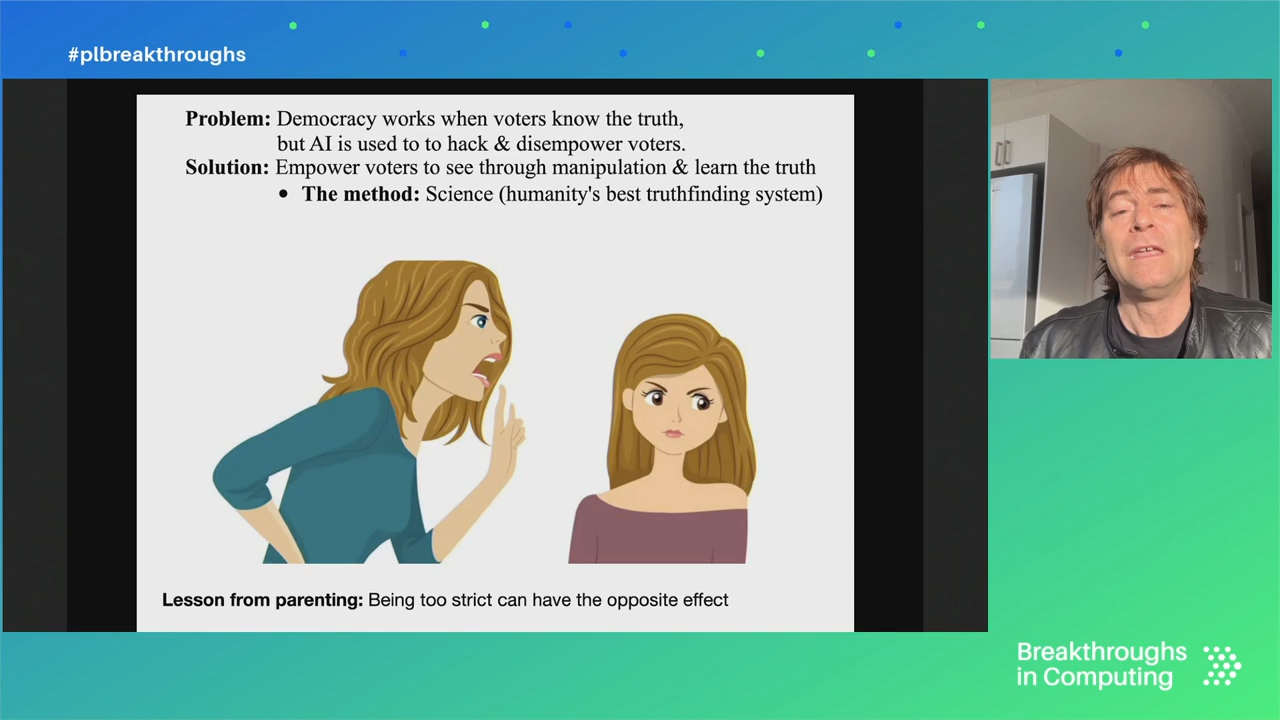 #plbreakthroughs
Problem: Democracy works when voters know the truth,
but AI is used to to hack & disempower voters.
Solution: Empower voters to see through manipulation & learn the truth
• The method: Science (humanity's best truthfinding system)
Lesson from parenting: Being too strict can have the opposite effect
Breakthroughs
in Computing